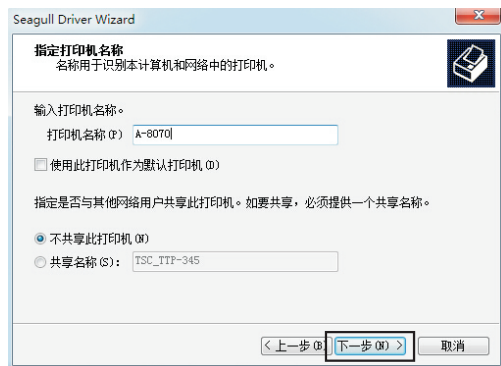 Seagull Driver Wizard
指定打印机名称
名称用于识别本计算机和网络中的打印机。
输入打印机名称。
打印机名称(P) A-8070
使用此打印机作为默认打印机(D)
指定是否与其他网络用户共享此打印机。如要共享，必须提供一个共享名称。
不共享此打印机(N)
共享名称(S): TSC_TTP-345
<上一步(B 下一步(N) > 取消